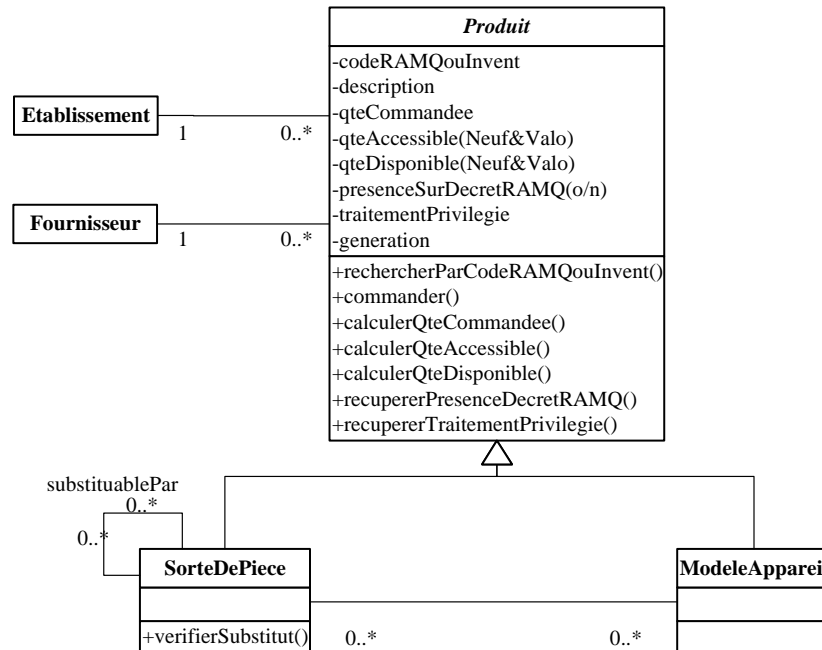 Produit
-codeRAMQouInvent
-description
-qteCommandee
-qteAccessible(Neuf&Valo)
-qteDisponible(Neuf&Valo)
-presenceSurDecretRAMQ(o/n)
-traitementPrivilegie
-generation
+rechercherParCodeRAMQouInvent()
+commander()
+calculerQteCommandee()
+calculerQteAccessible()
+calculerQteDisponible()
+recupererPresenceDecretRAMQ()
+recupererTraitementPrivilegie()
Etablissement
1
0..*
Fournisseur
1
0..*
substituablePar
0..*
0..*
SorteDePiece
+verifierSubstitut()
0..*
0..*
ModeleApparei